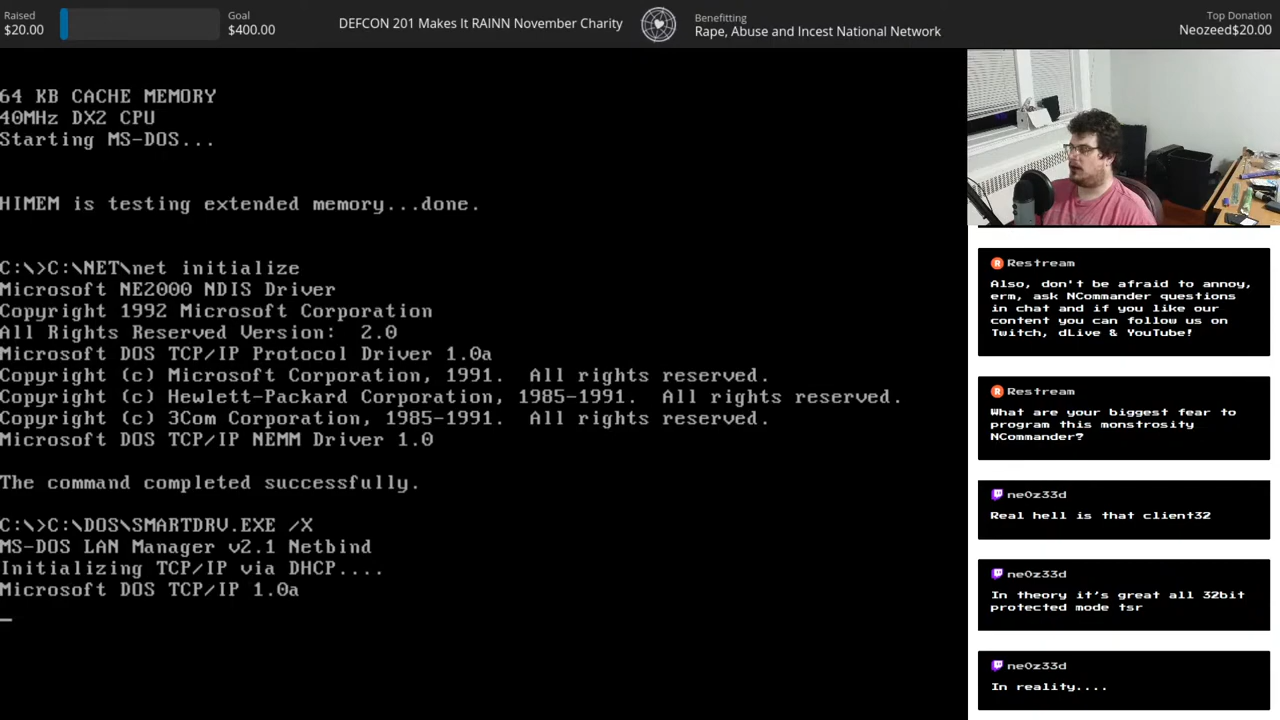 Raised
$20.00
Goal
$400.00
DEFCON 201 Makes It RAINN November Charity
Benefitting
Rape, Abuse and Incest National Network
Top Donation
Neozeed$20.00
64 KB CACHE MEMORY
40MHz DX2 CPU
Starting MS-DOS...
HIMEM is testing extended memory...done.
C:\>C:\NET\net initialize
Microsoft NE2000 NDIS Driver
Copyright 1992 Microsoft Corporation
All Rights Reserved Version:  2.0
Microsoft DOS TCP/IP Protocol Driver 1.0a
Copyright (c) Microsoft Corporation, 1991.  All rights reserved.
Copyright (c) Hewlett-Packard Corporation, 1985-1991.  All rights reserved.
Copyright (c) 3Com Corporation, 1985-1991.  All rights reserved.
Microsoft DOS TCP/IP NEMM Driver 1.0
The command completed successfully.
C:\>C:\DOS\SMARTDRV.EXE /X
MS-DOS LAN Manager v2.1 Netbind
Initializing TCP/IP via DHCP....
Microsoft DOS TCP/IP 1.0a
Restream
Also, don't be afraid to annoy,
erm, ask NCommander questions
in chat and if you like our
content you can follow us on
Twitch, dLive & YouTube!
Restream
What are your biggest fear to
program this monstrosity
NCommander?
ne0z33d
Real hell is that client32
ne0z33d
In theory it's great all 32bit
protected mode tsr
ne0z33d
In reality....